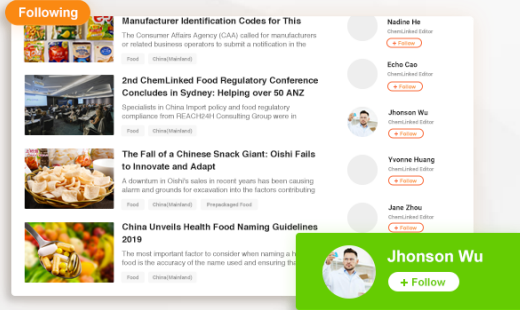 Following
Manufacturer Identification Codes for This
The Consumer Affairs Agency (CAA) called for manufacturers
or related business operators to submit a notification in the
Food China(Mainland)
2nd ChemLinked Food Regulatory Conference
Concludes in Sydney: Helping over 50 ANZ
Specialists in China Import policy and food regulatory
compliance from REACH24H Consulting Group were in
Food China(Mainland)
The Fall of a Chinese Snack Giant: Oishi Fails
to Innovate and Adapt
A downturn in Oishi's sales in recent years has been causing
alarm and grounds for excavation into the factors contributing
Food China(Mainland) Prepackaged Food
China Unveils Health Food Naming Guidelines
2019
The most important factor to consider when naming a h
food is the accuracy of the name used and ensuring tha
Food China(Mainland)
Nadine He
ChemLinked Editor
+ Follow
Echo Cao
ChemLinked Editor
+ Follow
Jhonson Wu
ChemLinked Editor
+ Follow
Yvonne Huang
ChemLinked Editor
+ Follow
Jane Zhou
ChemLinked Editor
+ Follow
Jhonson Wu
+ Follow